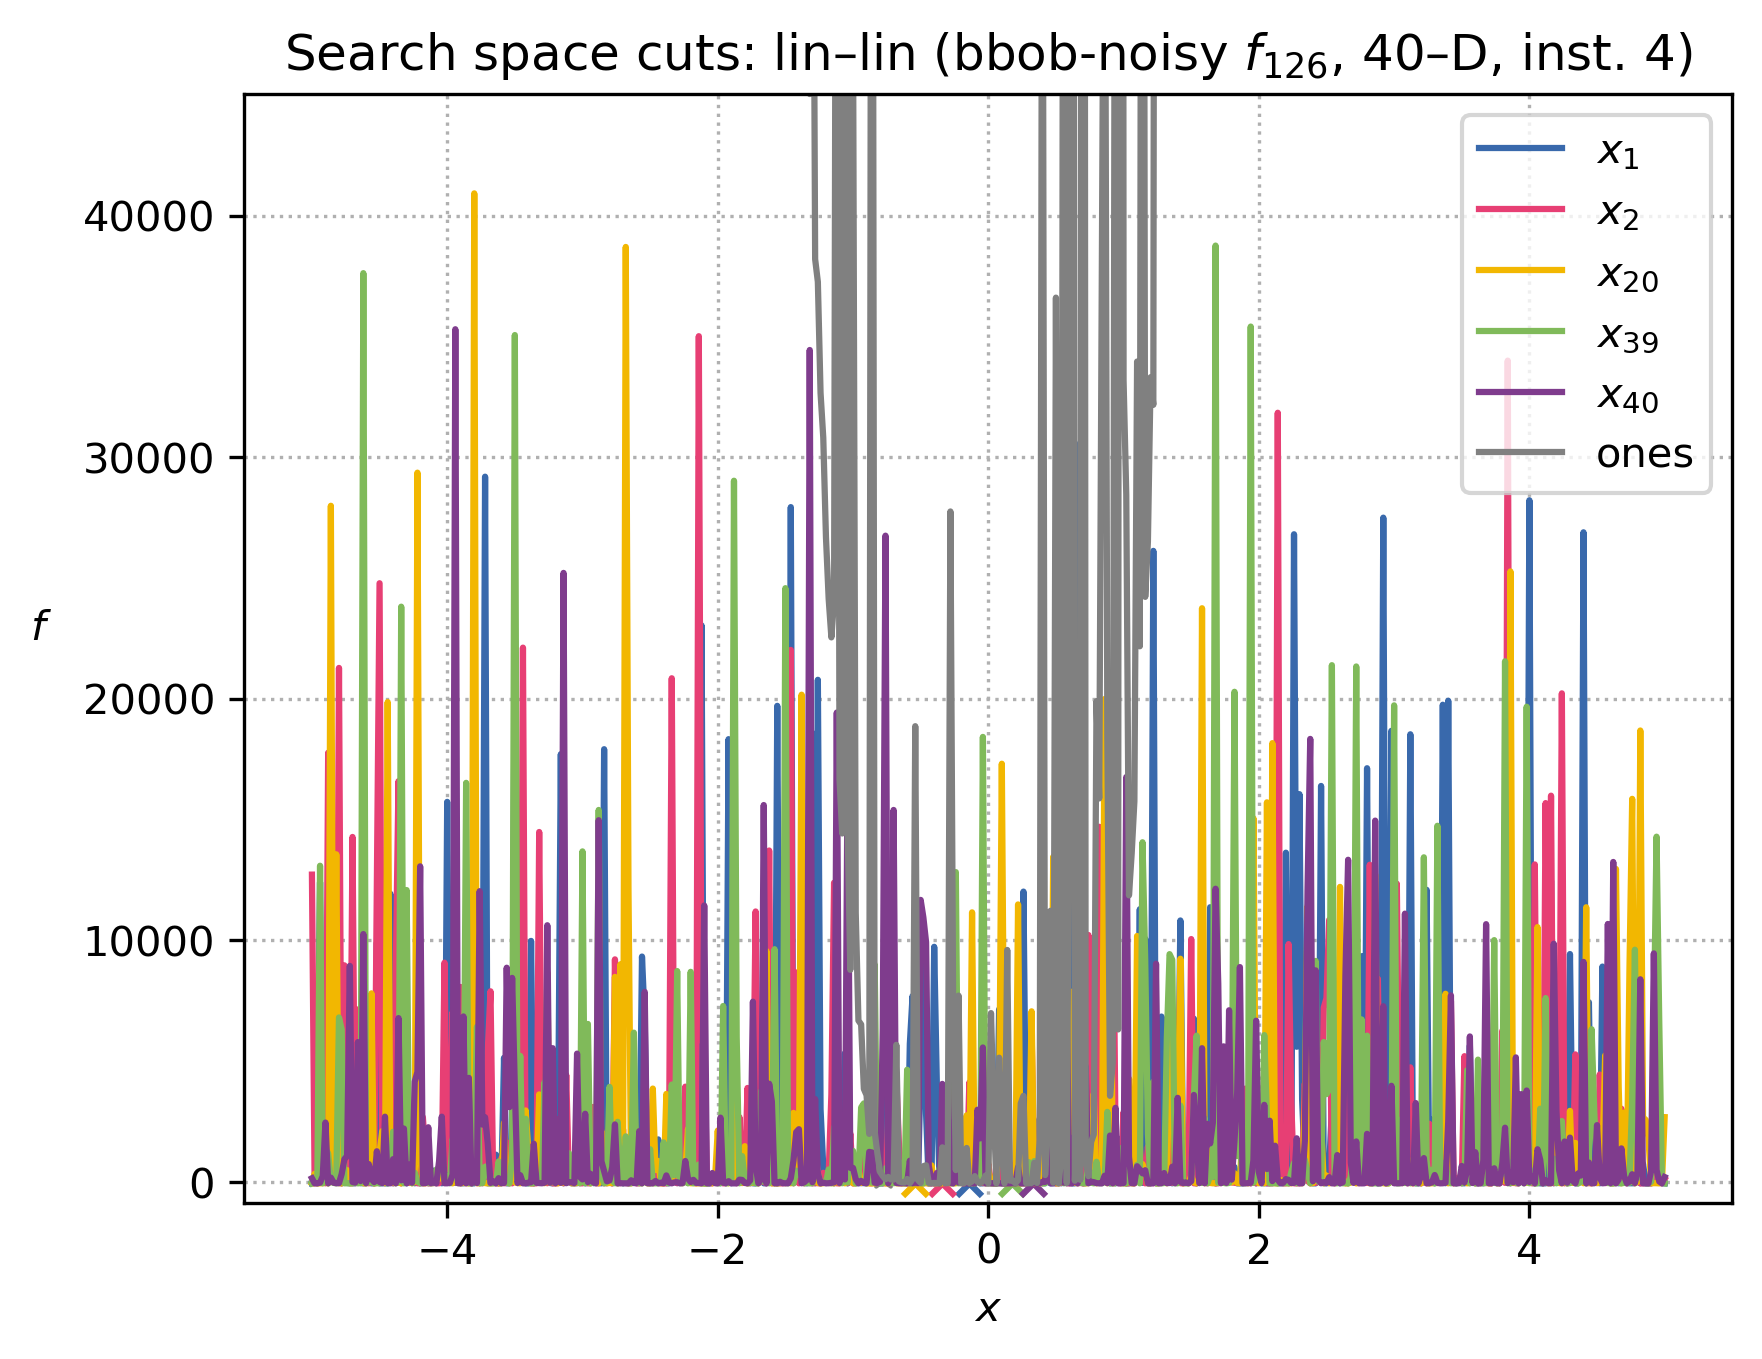 Search space cuts: lin–lin (bbob-noisy f₁₂₆, 40–D, inst. 4)
x₁
x₂
x₂₀
x₃₉
x₄₀
ones
40000
30000
20000
10000
0
f
−4
−2
0
2
4
x